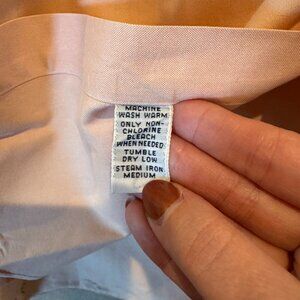 MACHINE
WASH WARM
ONLY NON-
CHLORINE
BLEACH
WHEN NEEDED
TUMBLE
DRY LOW
STEAM IRON
MEDIUM